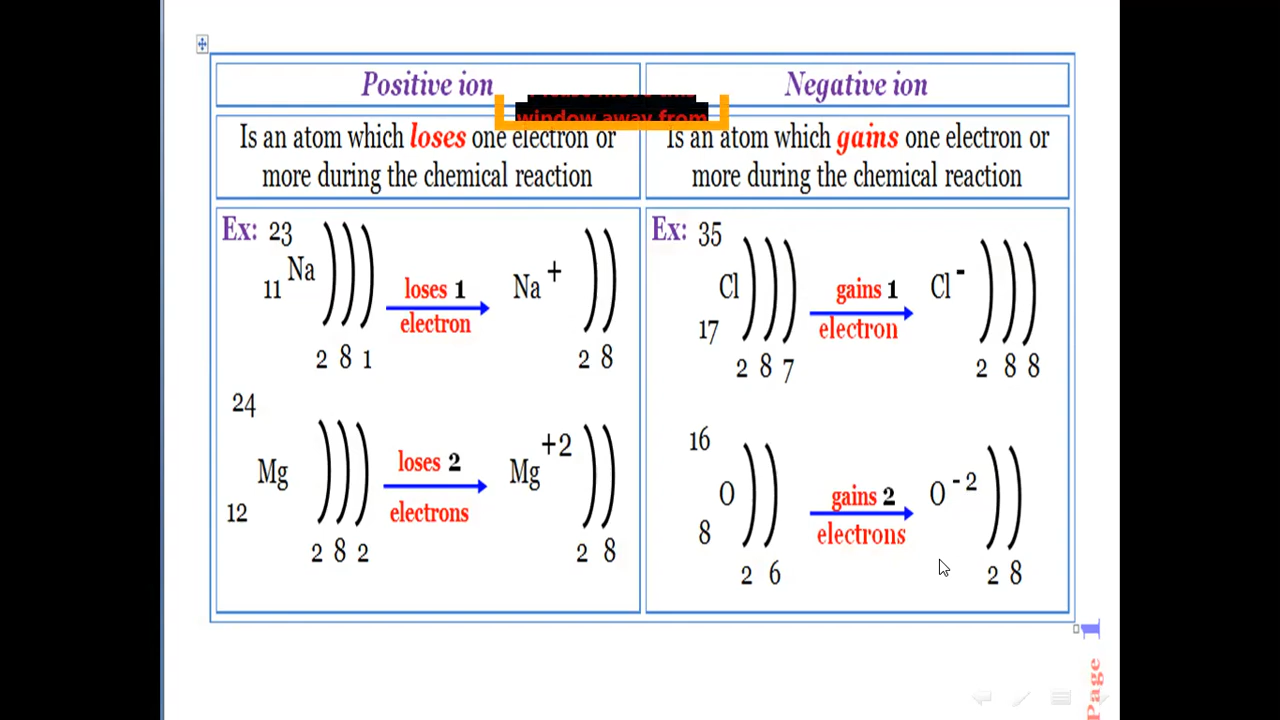 Positive ion
Negative ion
window away from
Is an atom which loses one electron or
more during the chemical reaction
Is an atom which gains one electron or
more during the chemical reaction
Ex: 23
11 Na
2 8 1
loses 1
electron
Na +
2 8
24
Mg
12
2 8 2
loses 2
electrons
Mg +2
2 8
Ex: 35
Cl
17
2 8 7
gains 1
electron
Cl -
2 8 8
16
O
8
2 6
gains 2
electrons
O - 2
2 8
Page 1